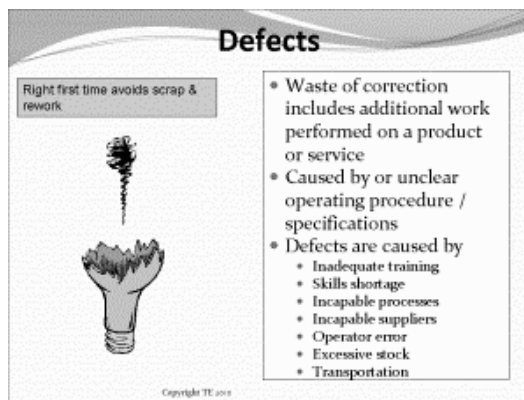 Defects
Right first time avoids scrap &
rework
• Waste of correction
includes additional work
performed on a product
or service
• Caused by or unclear
operating procedure /
specifications
• Defects are caused by
• Inadequate training
• Skills shortage
• Incapable processes
• Incapable suppliers
• Operator error
• Excessive stock
• Transportation
Copyright TE 2010